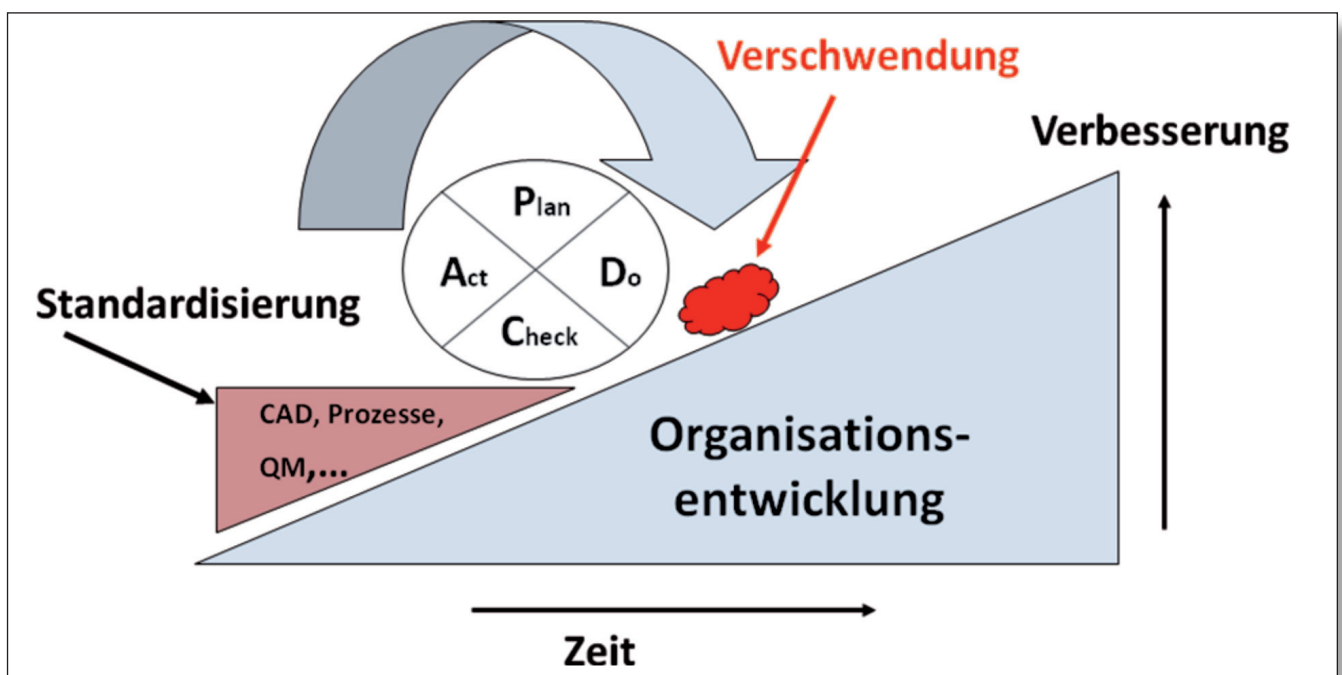 Verschwendung
Verbesserung
Plan
Act
Do
Check
Standardisierung
CAD, Prozesse,
QM,...
Organisations-
entwicklung
Zeit